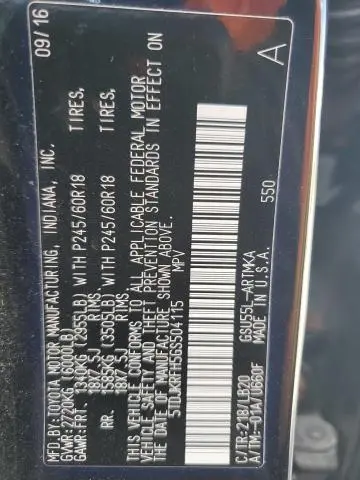 MFD.BY:TOYOTA MOTOR MANUFACTURING, INDIANA, INC. 09/16
GVWR:2720KG (6000LB)
GAWR:FRT. 1340KG (2955LB) WITH P245/60R18 TIRES,
18X7.5J RIMS
RR. 1585KG (3505LB) WITH P245/60R18 TIRES,
18X7.5J RIMS
THIS VEHICLE CONFORMS TO ALL APPLICABLE FEDERAL MOTOR
VEHICLE SAFETY AND THEFT PREVENTION STANDARDS IN
EFFECT ON THE DATE OF MANUFACTURE SHOWN ABOVE.
5TDJKRFH5GS504115 MPV
A
550
C/TR:218/LB20 GSU55L-ARTMKA
A/TM:-01A/U660F MADE IN U.S.A.